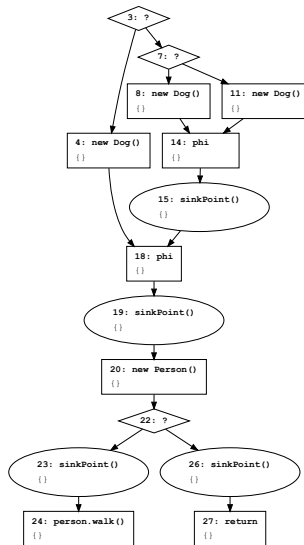 3: ?
7: ?
8: new Dog()
{}
11: new Dog()
{}
4: new Dog()
{}
14: phi
{}
15: sinkPoint()
{}
18: phi
{}
19: sinkPoint()
{}
20: new Person()
{}
22: ?
23: sinkPoint()
{}
26: sinkPoint()
{}
24: person.walk()
{}
27: return
{}